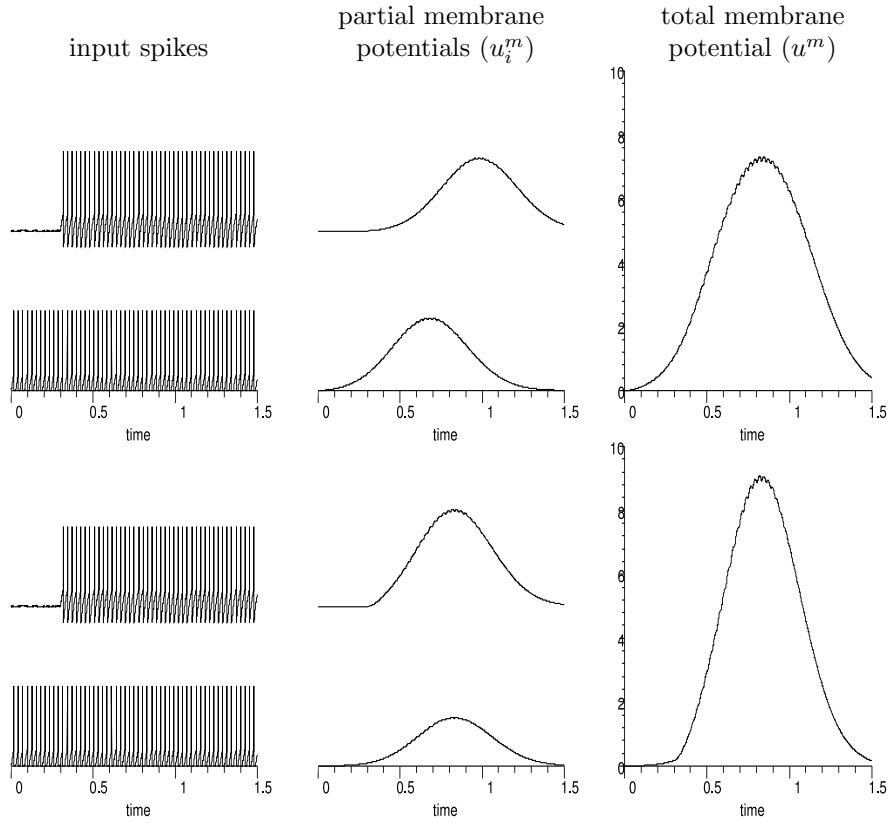 input spikes
partial membrane
potentials (u_i^m)
total membrane
potential (u^m)
10
8
6
4
2
0
0 0.5 1 1.5
time
0 0.5 1 1.5
time
0 0.5 1 1.5
time
10
8
6
4
2
0
0 0.5 1 1.5
time
0 0.5 1 1.5
time
0 0.5 1 1.5
time